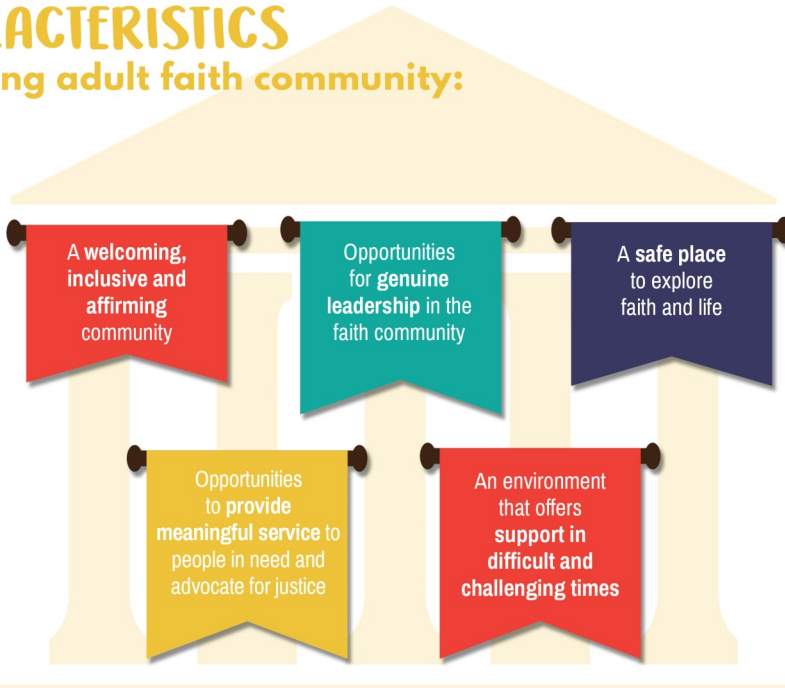 ACTERISTICS
ng adult faith community:
A welcoming,
inclusive and
affirming
community
Opportunities
for genuine
leadership in the
faith community
A safe place
to explore
faith and life
Opportunities
to provide
meaningful service to
people in need and
advocate for justice
An environment
that offers
support in
difficult and
challenging times